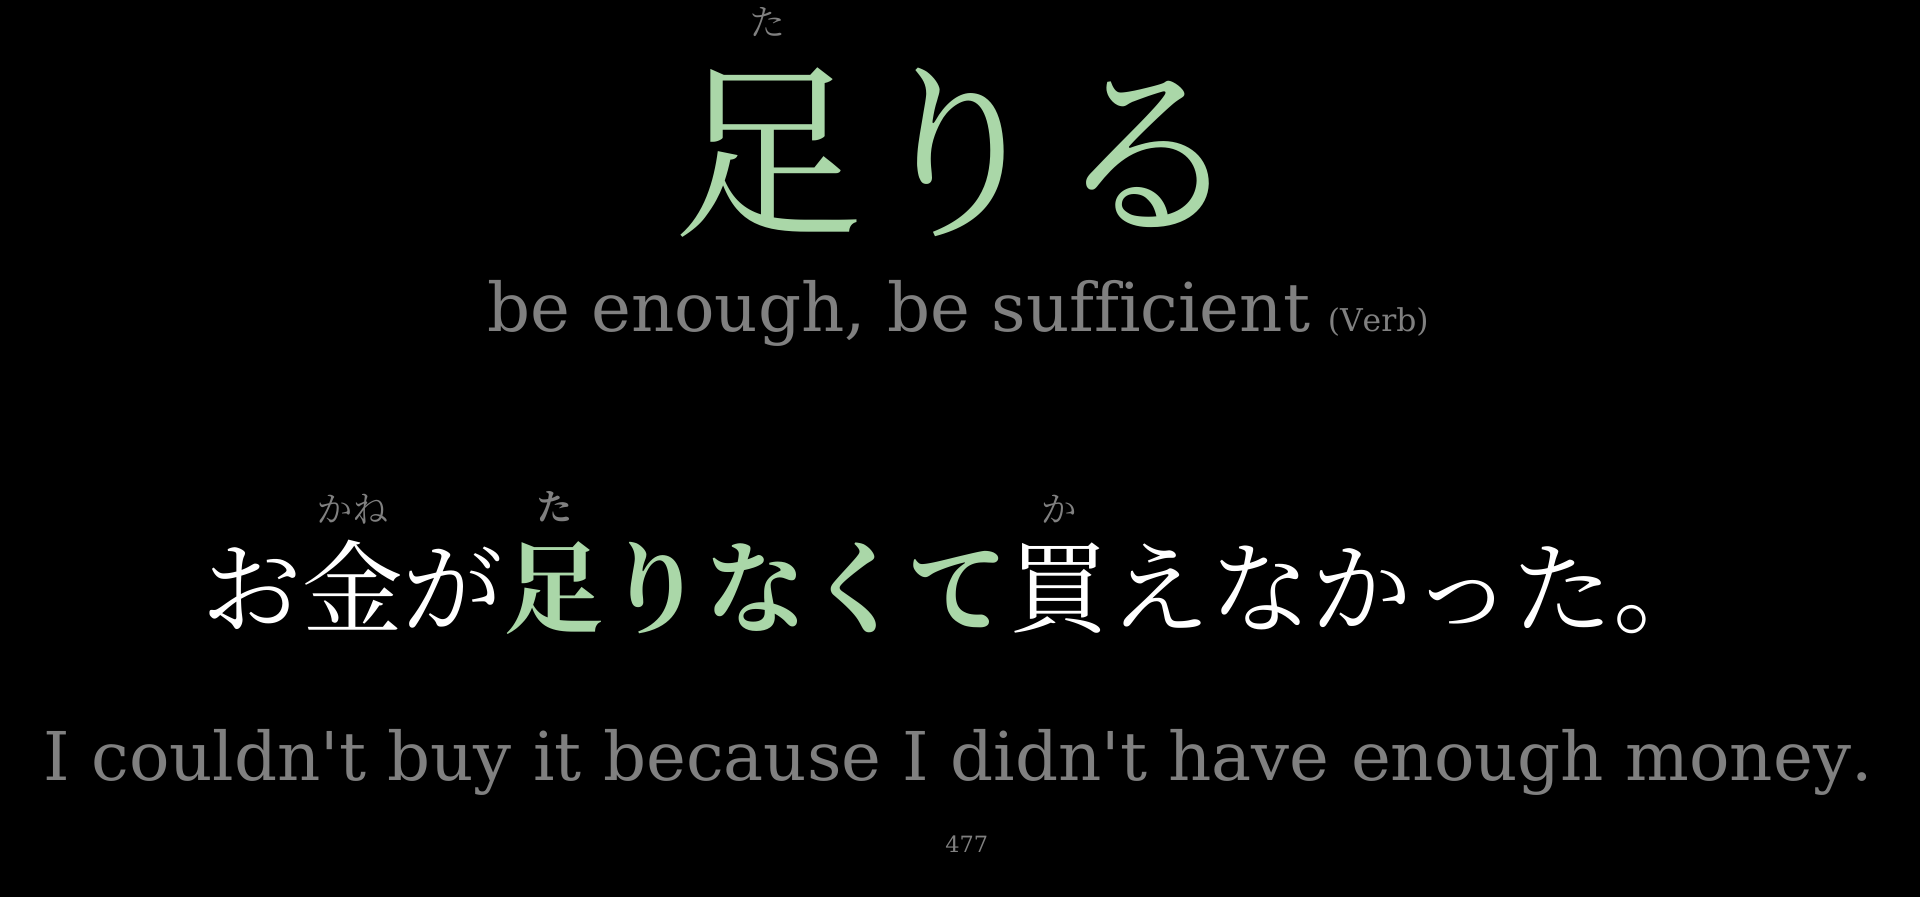 た
足りる
be enough, be sufficient (Verb)
かね た か
お金が足りなくて買えなかった。
I couldn't buy it because I didn't have enough money.
477